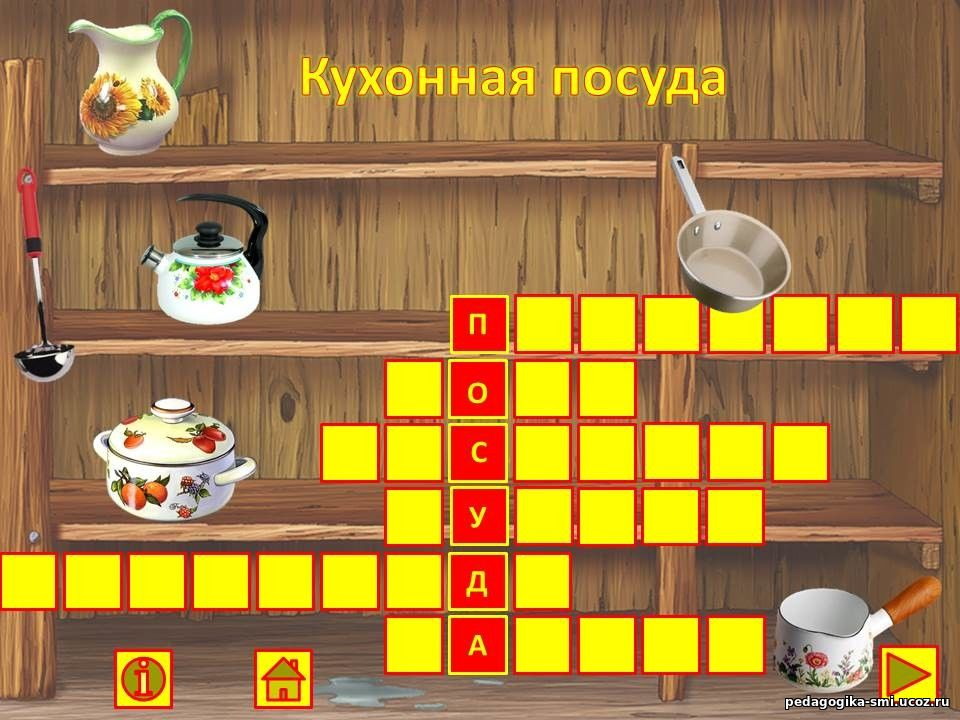 Кухонная посуда
П
О
С
У
Д
А
pedagogika-smi.ucoz.ru